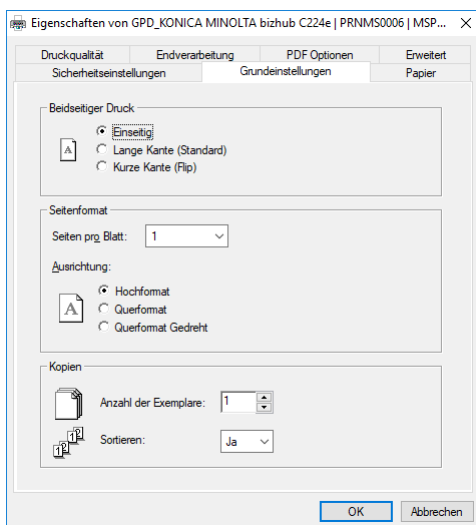 Eigenschaften von GPD_KONICA MINOLTA bizhub C224e | PRNMS0006 | MSP...
Druckqualität Endverarbeitung PDF Optionen Erweitert
Sicherheitseinstellungen Grundeinstellungen Papier
Beidseitiger Druck
A
Einseitig
Lange Kante (Standard)
Kurze Kante (Flip)
Seitenformat
Seiten pro Blatt: 1
Ausrichtung:
A
Hochformat
Querformat
Querformat Gedreht
Kopien
Anzahl der Exemplare: 1
12 12
Sortieren: Ja
OK Abbrechen